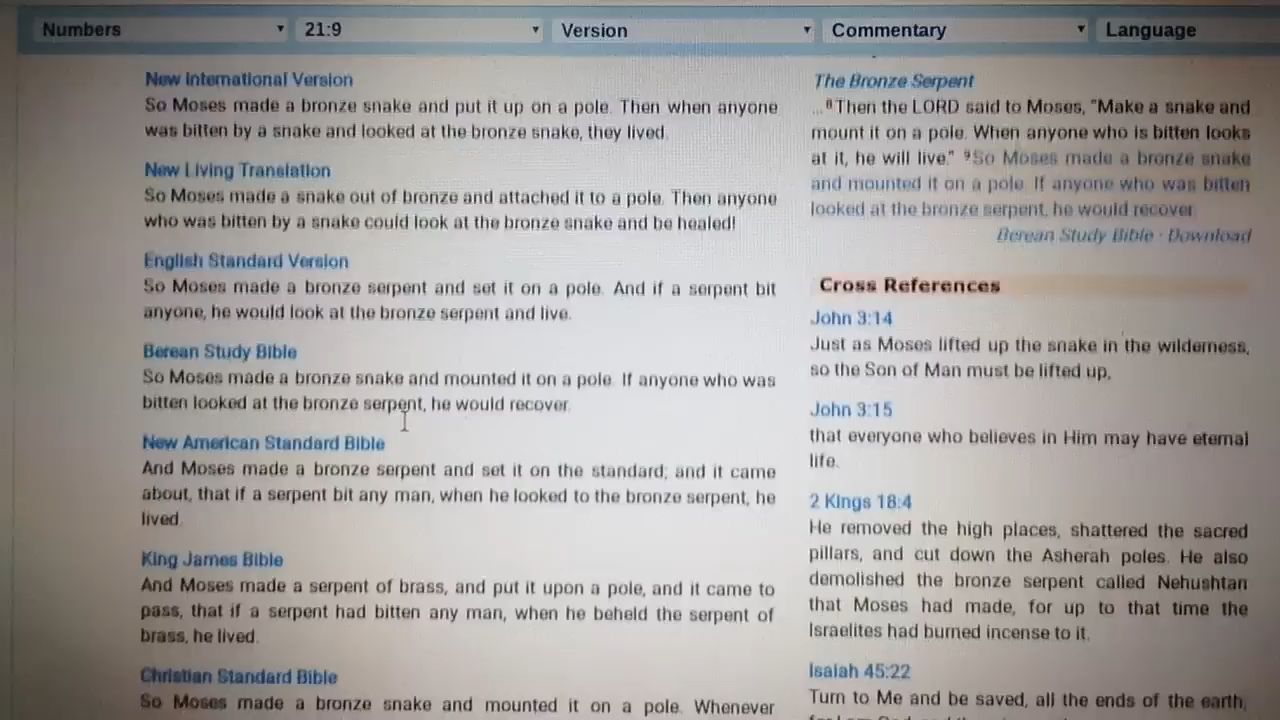 Numbers
21:9
Version
Commentary
Language
New International Version
So Moses made a bronze snake and put it up on a pole. Then when anyone
was bitten by a snake and looked at the bronze snake, they lived.
New Living Translation
So Moses made a snake out of bronze and attached it to a pole. Then anyone
who was bitten by a snake could look at the bronze snake and be healed!
English Standard Version
So Moses made a bronze serpent and set it on a pole. And if a serpent bit
anyone, he would look at the bronze serpent and live.
Berean Study Bible
So Moses made a bronze snake and mounted it on a pole. If anyone who was
bitten looked at the bronze serpent, he would recover.
New American Standard Bible
And Moses made a bronze serpent and set it on the standard; and it came
about, that if a serpent bit any man, when he looked to the bronze serpent, he
lived.
King James Bible
And Moses made a serpent of brass, and put it upon a pole, and it came to
pass, that if a serpent had bitten any man, when he beheld the serpent of
brass, he lived.
Christian Standard Bible
So Moses made a bronze snake and mounted it on a pole. Whenever
The Bronze Serpent
...8Then the LORD said to Moses, "Make a snake and
mount it on a pole. When anyone who is bitten looks
at it, he will live." 9So Moses made a bronze snake
and mounted it on a pole. If anyone who was bitten
looked at the bronze serpent, he would recover.
Berean Study Bible · Download
Cross References
John 3:14
Just as Moses lifted up the snake in the wilderness,
so the Son of Man must be lifted up,
John 3:15
that everyone who believes in Him may have eternal
life.
2 Kings 18:4
He removed the high places, shattered the sacred
pillars, and cut down the Asherah poles. He also
demolished the bronze serpent called Nehushtan
that Moses had made, for up to that time the
Israelites had burned incense to it.
Isaiah 45:22
Turn to Me and be saved, all the ends of the earth,